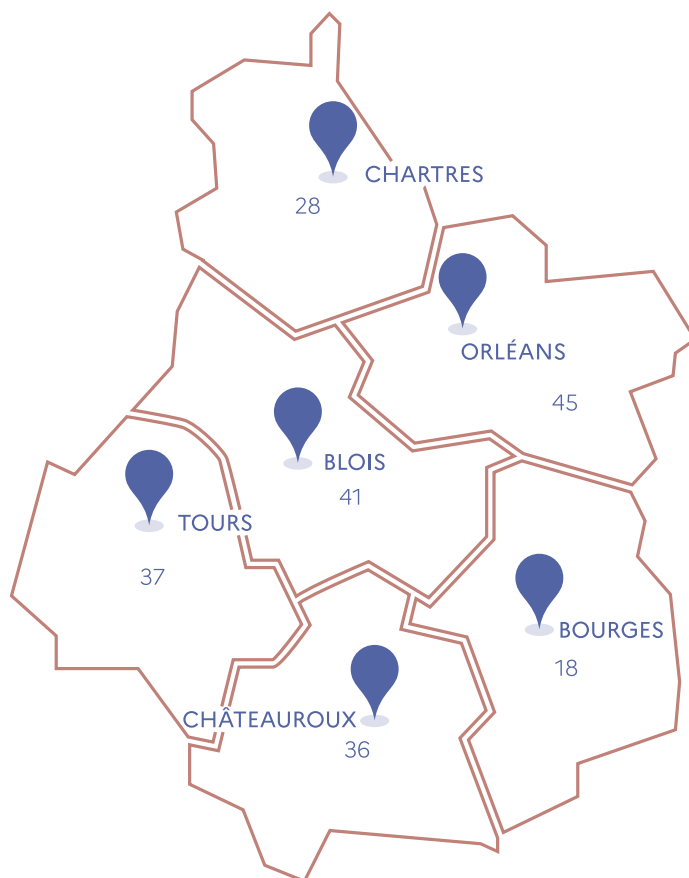 CHARTRES
28
ORLÉANS
45
BLOIS
41
TOURS
37
BOURGES
18
CHÂTEAUROUX
36